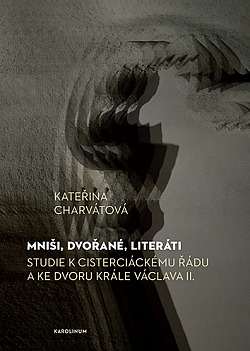 KATEŘINA
CHARVÁTOVÁ
MNIŠI, DVOŘANÉ, LITERÁTI
STUDIE K CISTERCIÁCKÉMU ŘÁDU
A KE DVORU KRÁLE VÁCLAVA II.
KAROLINUM